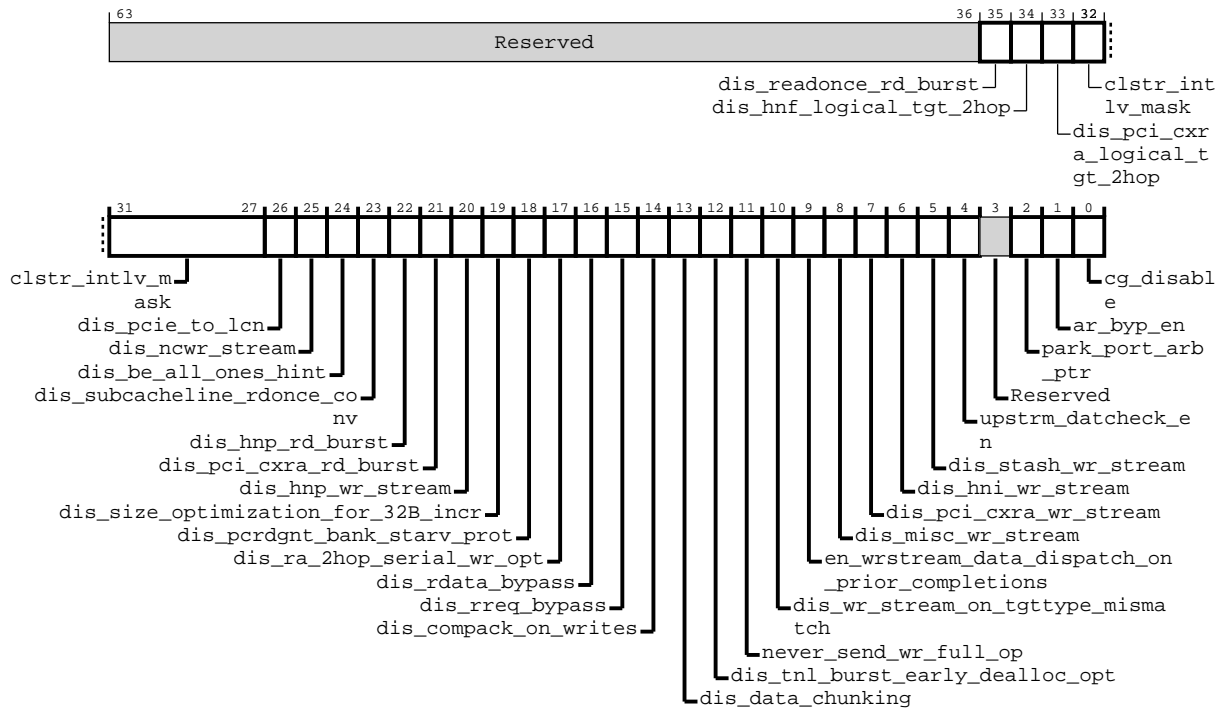 63 36 35 34 33 32
Reserved
dis_readonce_rd_burst clstr_int
dis_hnf_logical_tgt_2hop lv_mask
dis_pci_cxr
a_logical_t
gt_2hop
31 27 26 25 24 23 22 21 20 19 18 17 16 15 14 13 12 11 10 9 8 7 6 5 4 3 2 1 0
clstr_intlv_m cg_disabl
ask e
dis_pcie_to_lcn ar_byp_en
dis_ncwr_stream park_port_arb
dis_be_all_ones_hint _ptr
dis_subcacheline_rdonce_co Reserved
nv upstrm_datcheck_e
dis_hnp_rd_burst n
dis_pci_cxra_rd_burst dis_stash_wr_stream
dis_hnp_wr_stream dis_hni_wr_stream
dis_size_optimization_for_32B_incr dis_pci_cxra_wr_stream
dis_pcrdgnt_bank_starv_prot dis_misc_wr_stream
dis_ra_2hop_serial_wr_opt en_wrstream_data_dispatch_on
dis_rdata_bypass _prior_completions
dis_rreq_bypass dis_wr_stream_on_tgttype_misma
dis_compack_on_writes tch
never_send_wr_full_op
dis_tnl_burst_early_dealloc_opt
dis_data_chunking